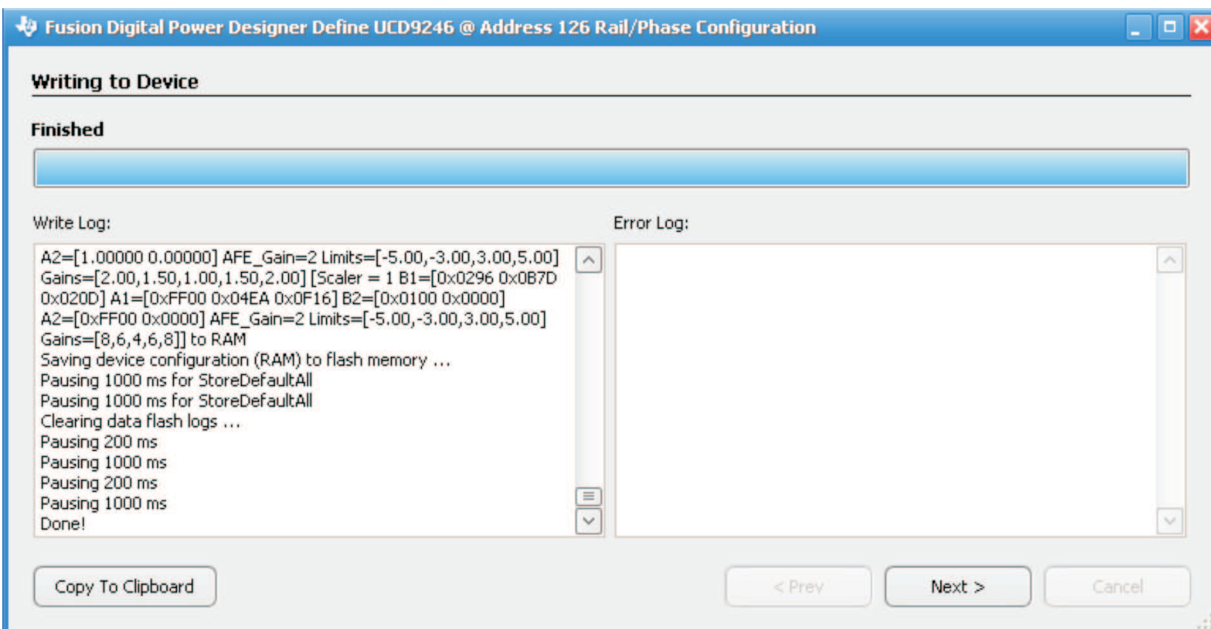 Fusion Digital Power Designer Define UCD9246 @ Address 126 Rail/Phase Configuration
Writing to Device
Finished
Write Log:
A2=[1.00000 0.00000] AFE_Gain=2 Limits=[-5.00,-3.00,3.00,5.00]
Gains=[2.00,1.50,1.00,1.50,2.00] [Scaler = 1 B1=[0x0296 0x0B7D
0x020D] A1=[0xFF00 0x04EA 0x0F16] B2=[0x0100 0x0000]
A2=[0xFF00 0x0000] AFE_Gain=2 Limits=[-5.00,-3.00,3.00,5.00]
Gains=[8,6,4,6,8]] to RAM
Saving device configuration (RAM) to flash memory ...
Pausing 1000 ms for StoreDefaultAll
Pausing 1000 ms for StoreDefaultAll
Clearing data flash logs ...
Pausing 200 ms
Pausing 1000 ms
Pausing 200 ms
Pausing 1000 ms
Done!
Error Log:
Copy To Clipboard
< Prev
Next >
Cancel